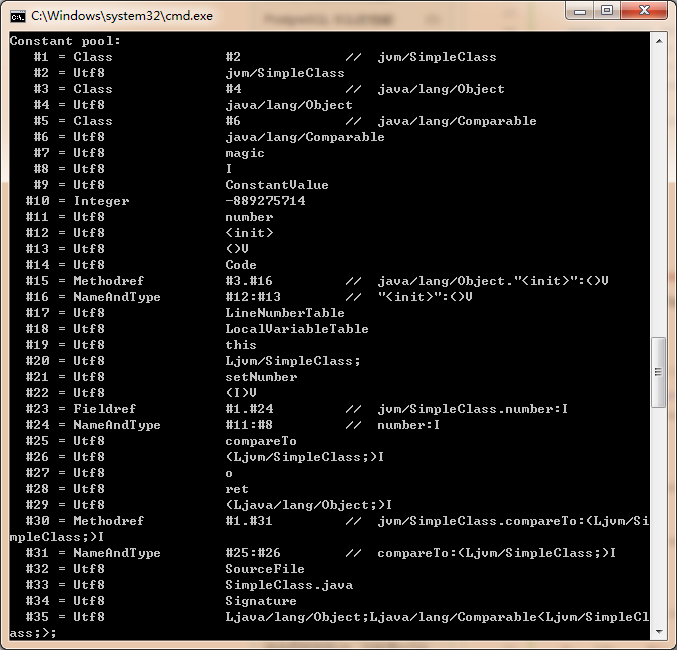 C:\Windows\system32\cmd.exe
Constant pool:
   #1 = Class              #2             //  jvm/SimpleClass
   #2 = Utf8               jvm/SimpleClass
   #3 = Class              #4             //  java/lang/Object
   #4 = Utf8               java/lang/Object
   #5 = Class              #6             //  java/lang/Comparable
   #6 = Utf8               java/lang/Comparable
   #7 = Utf8               magic
   #8 = Utf8               I
   #9 = Utf8               ConstantValue
  #10 = Integer            -889275714
  #11 = Utf8               number
  #12 = Utf8               <init>
  #13 = Utf8               ()V
  #14 = Utf8               Code
  #15 = Methodref          #3.#16         //  java/lang/Object."<init>":()V
  #16 = NameAndType        #12:#13        //  "<init>":()V
  #17 = Utf8               LineNumberTable
  #18 = Utf8               LocalVariableTable
  #19 = Utf8               this
  #20 = Utf8               Ljvm/SimpleClass;
  #21 = Utf8               setNumber
  #22 = Utf8               (I)V
  #23 = Fieldref           #1.#24         //  jvm/SimpleClass.number:I
  #24 = NameAndType        #11:#8         //  number:I
  #25 = Utf8               compareTo
  #26 = Utf8               (Ljvm/SimpleClass;)I
  #27 = Utf8               o
  #28 = Utf8               ret
  #29 = Utf8               (Ljava/lang/Object;)I
  #30 = Methodref          #1.#31         //  jvm/SimpleClass.compareTo:(Ljvm/Si
mpleClass;)I
  #31 = NameAndType        #25:#26        //  compareTo:(Ljvm/SimpleClass;)I
  #32 = Utf8               SourceFile
  #33 = Utf8               SimpleClass.java
  #34 = Utf8               Signature
  #35 = Utf8               Ljava/lang/Object;Ljava/lang/Comparable<Ljvm/SimpleCl
ass;>;